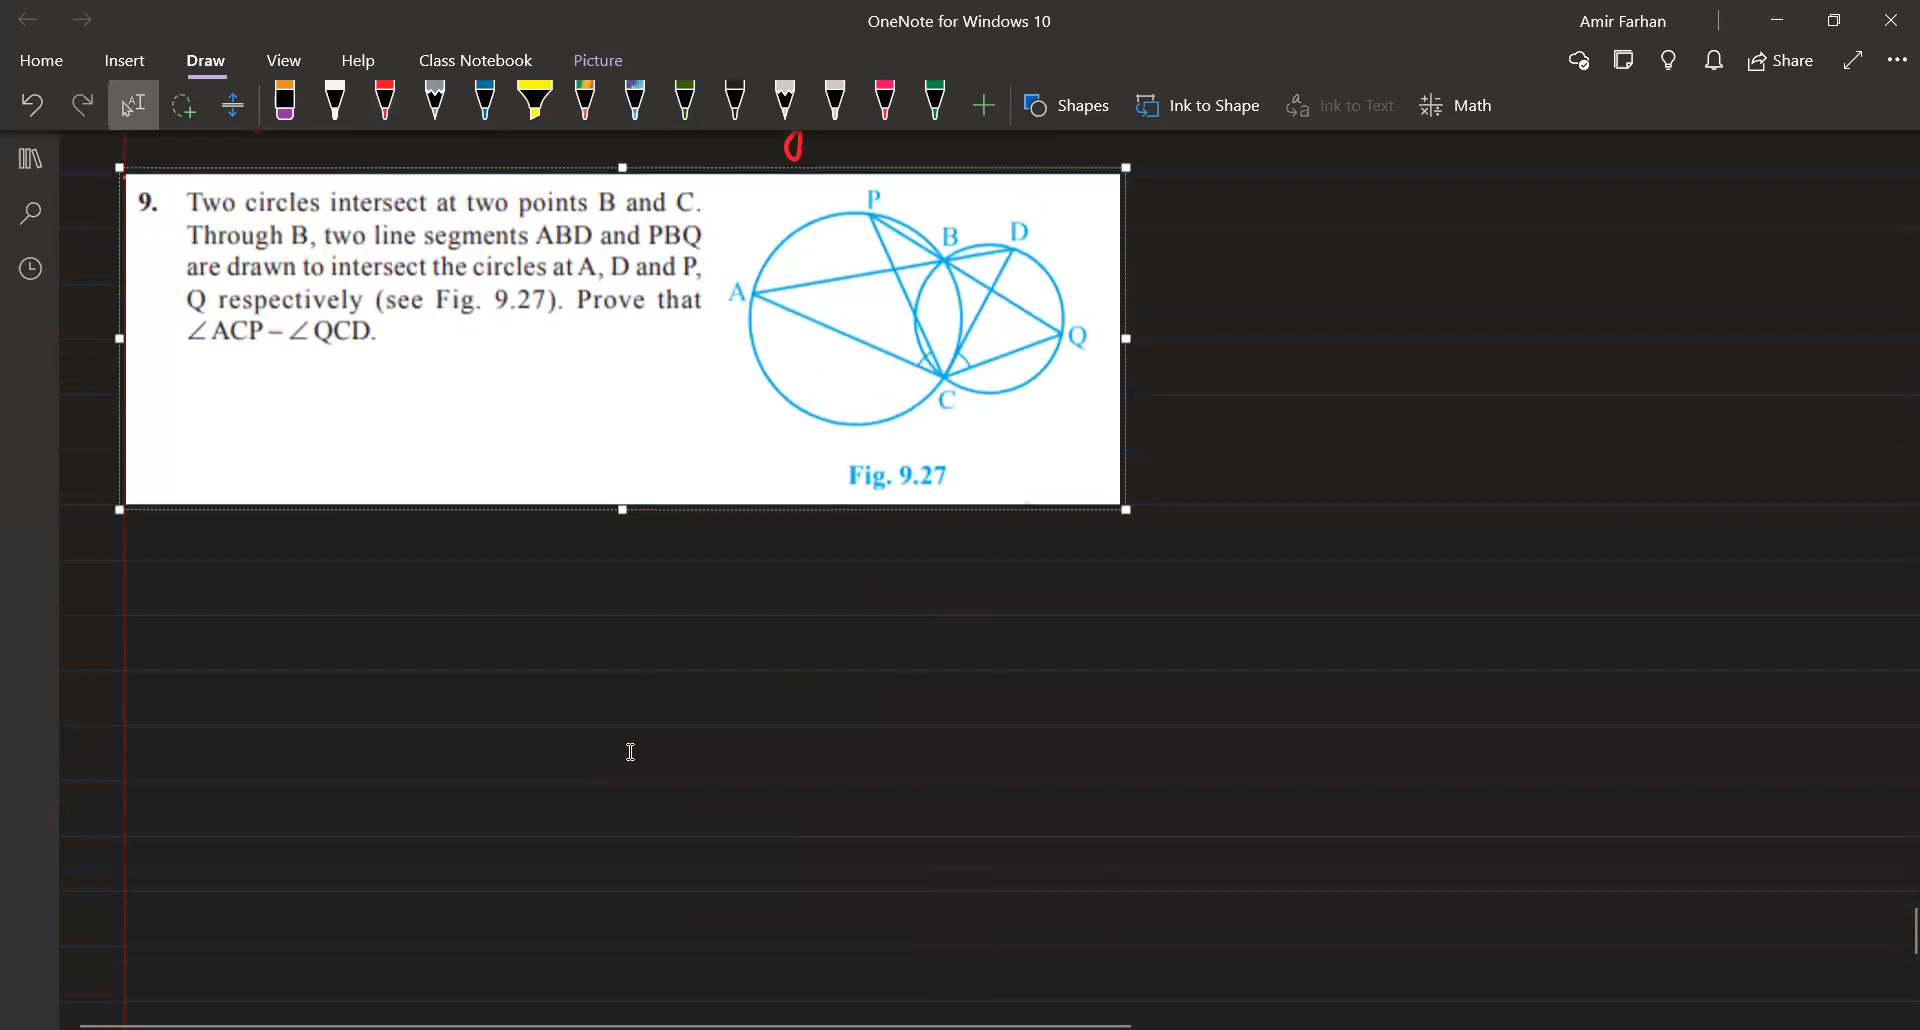 OneNote for Windows 10
Amir Farhan
Home Insert Draw View Help Class Notebook Picture
Share
Shapes Ink to Shape Ink to Text Math
9. Two circles intersect at two points B and C.
Through B, two line segments ABD and PBQ
are drawn to intersect the circles at A, D and P,
Q respectively (see Fig. 9.27). Prove that
∠ACP – ∠QCD.
P
B D
A
Q
C
Fig. 9.27